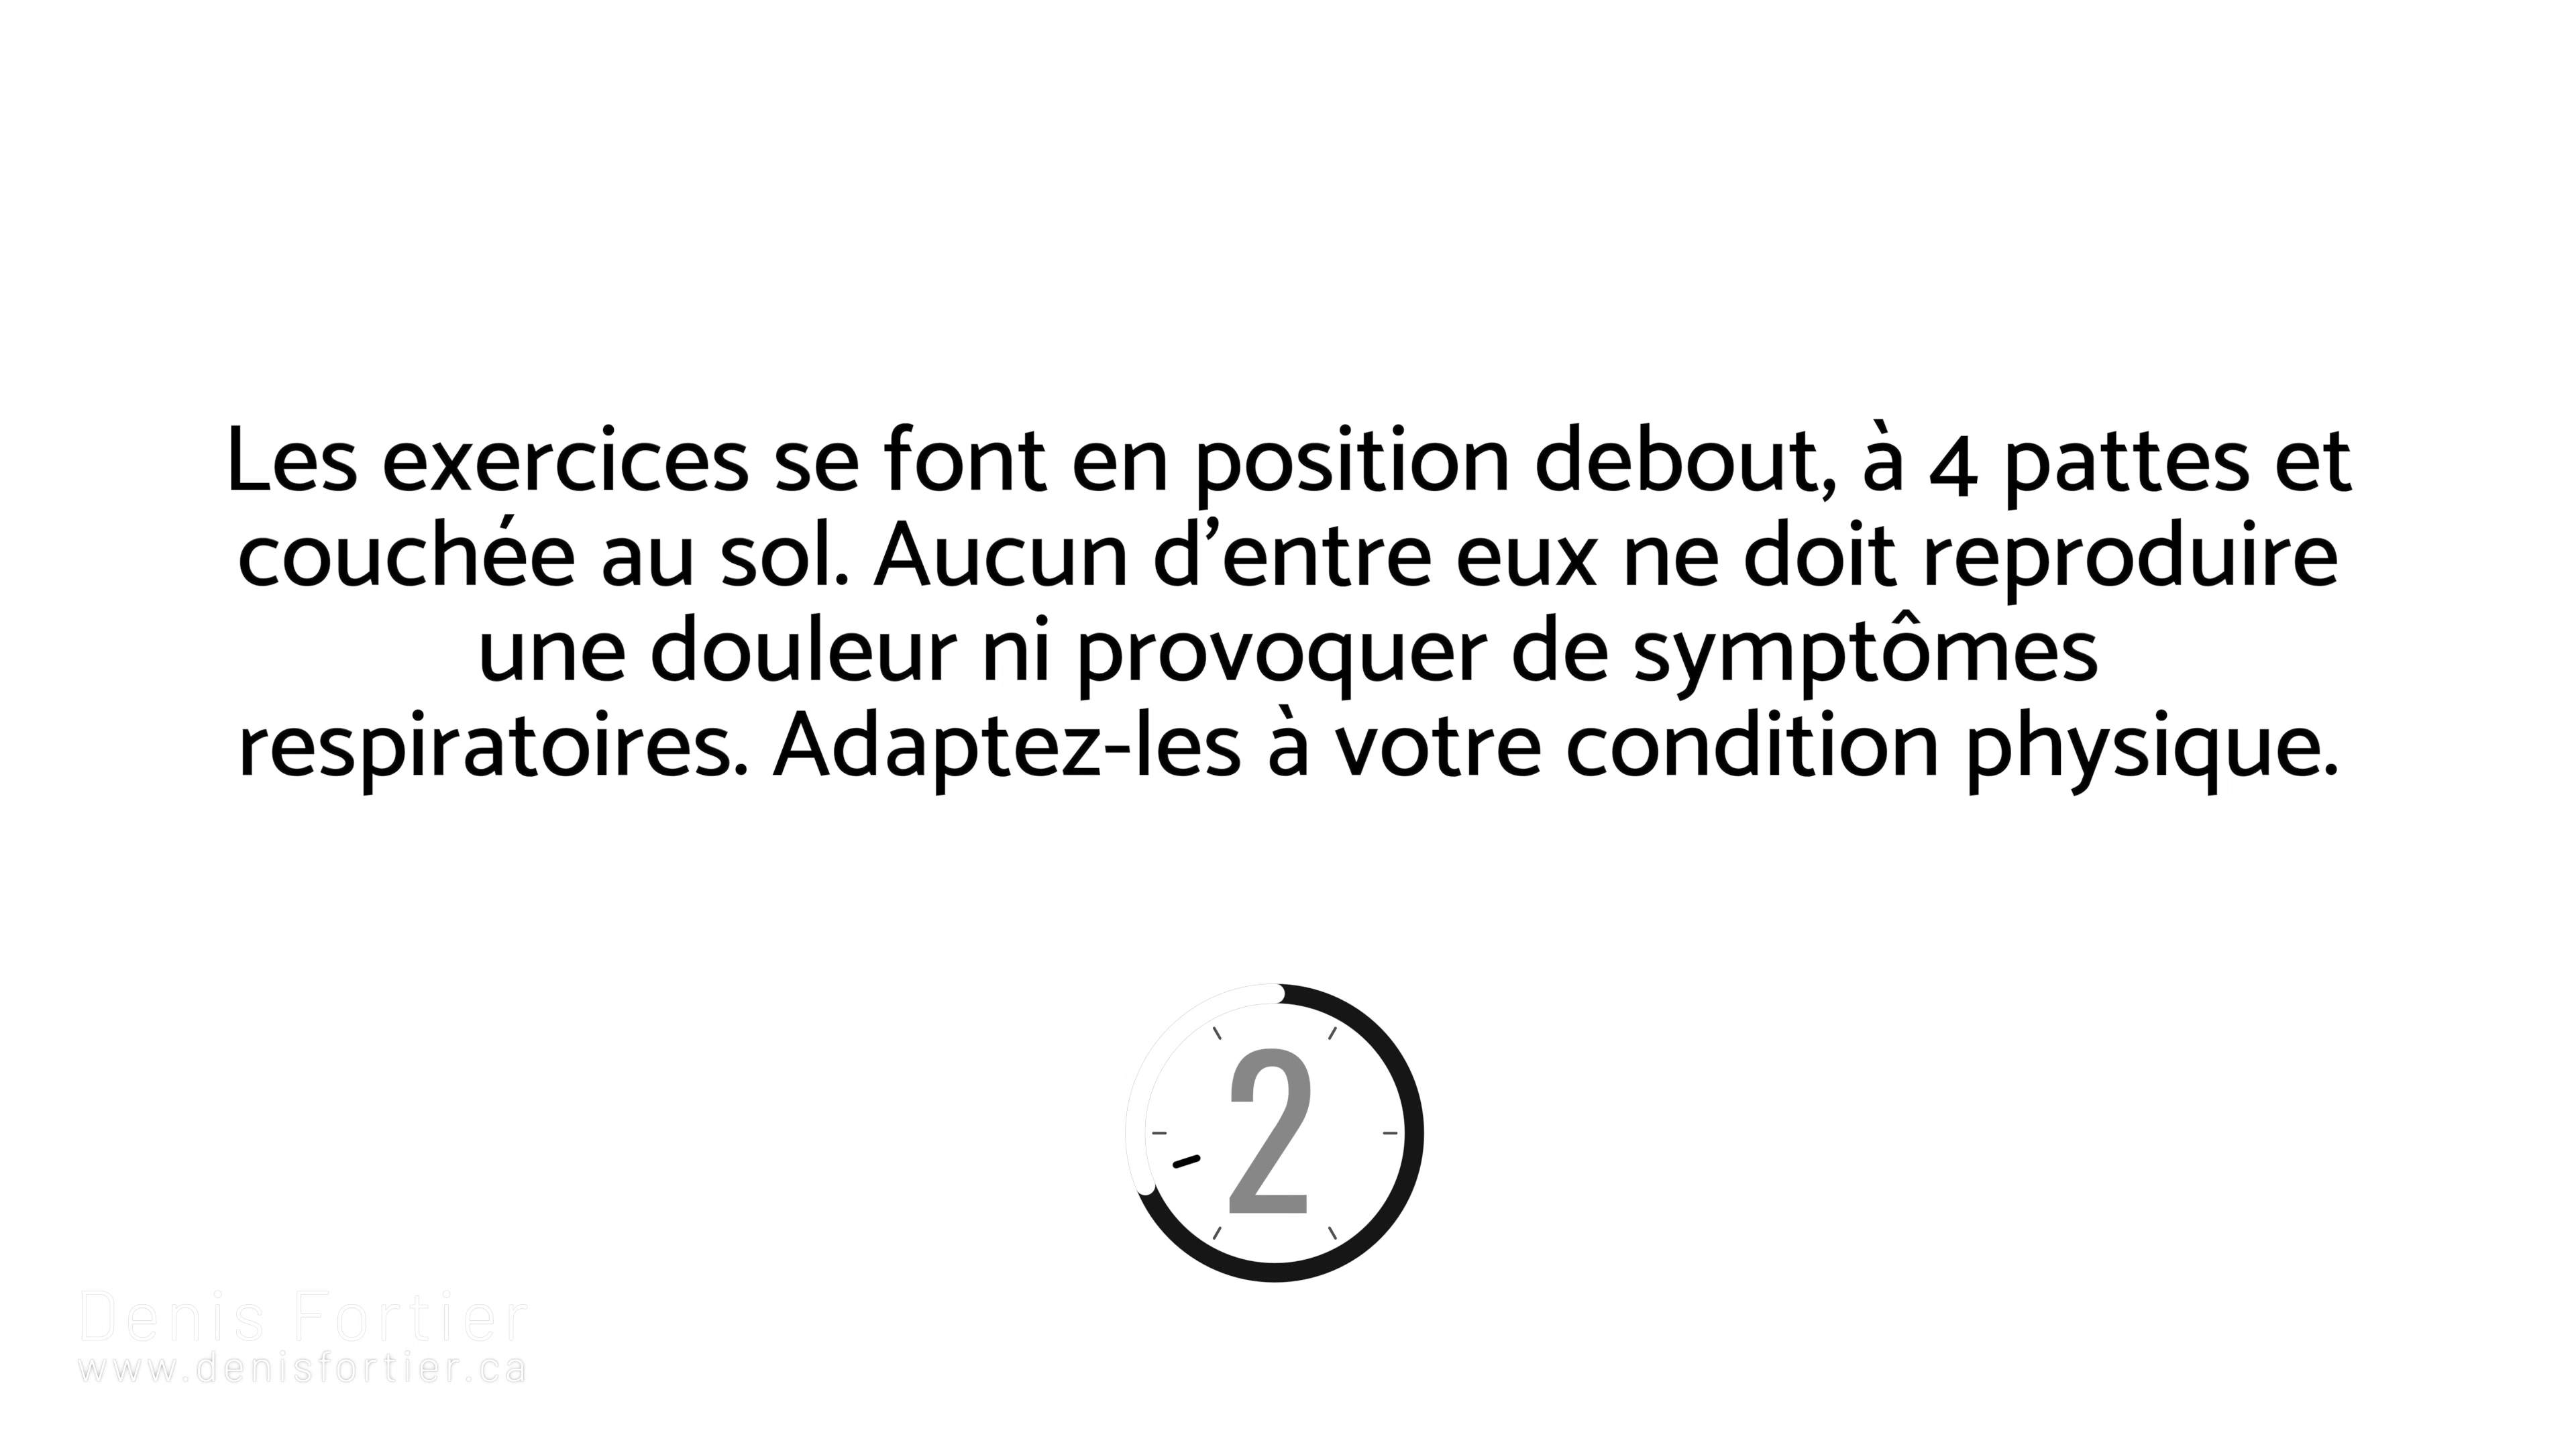 Les exercices se font en position debout, à 4 pattes et
couchée au sol. Aucun d’entre eux ne doit reproduire
une douleur ni provoquer de symptômes
respiratoires. Adaptez-les à votre condition physique.
2
Denis Fortier
www.denisfortier.ca